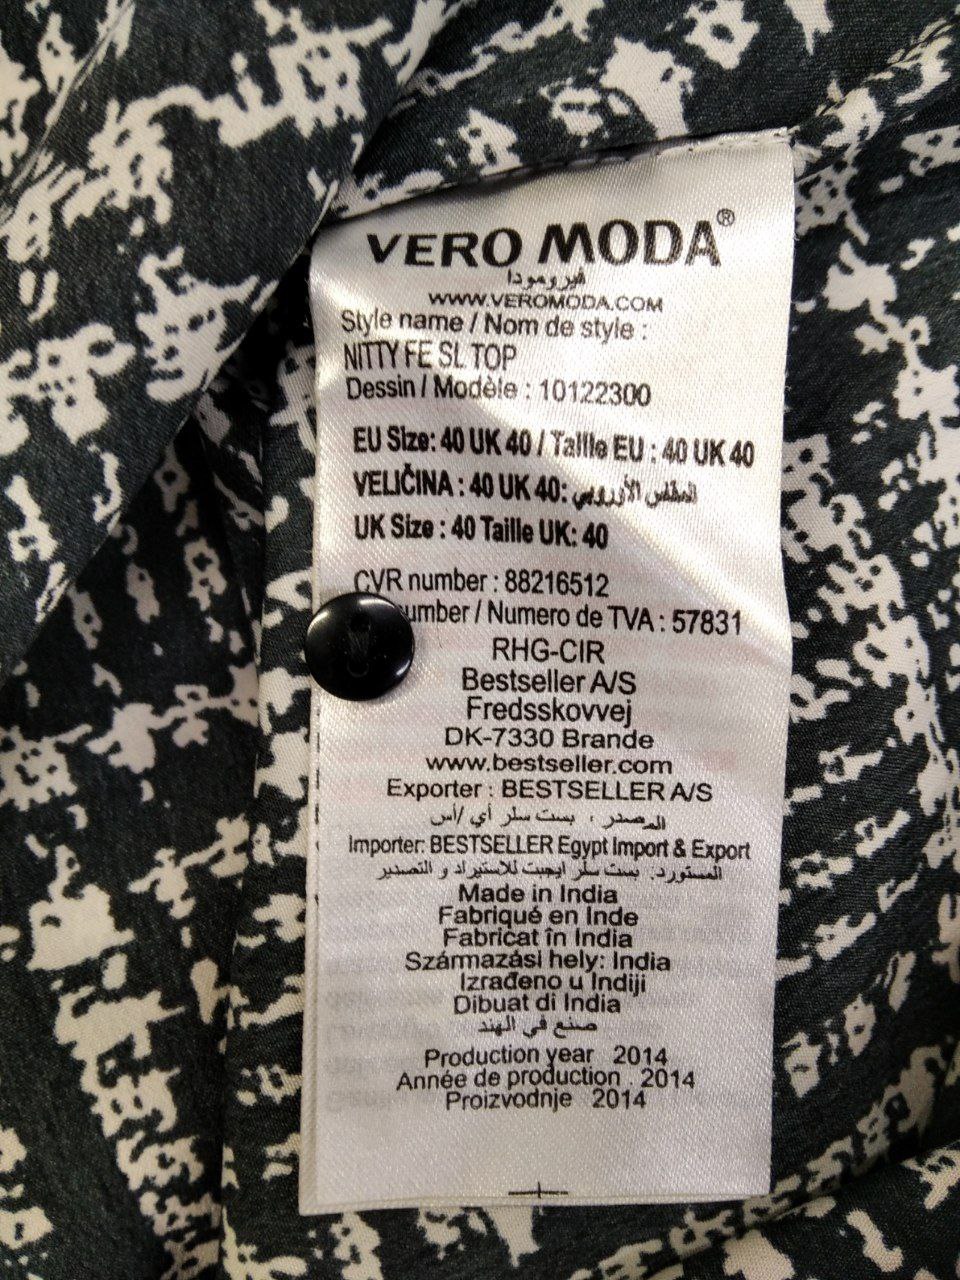 VERO MODA®
فيرومودا
WWW.VEROMODA.COM
Style name / Nom de style :
NITTY FE SL TOP
Dessin / Modèle : 10122300
EU Size: 40 UK 40 / Taille EU : 40 UK 40
VELIČINA : 40 UK 40: المقاس الأوروبي
UK Size : 40 Taille UK: 40
CVR number : 88216512
umber / Numero de TVA : 57831
RHG-CIR
Bestseller A/S
Fredsskovvej
DK-7330 Brande
www.bestseller.com
Exporter : BESTSELLER A/S
المصدر : بست سلر أي /أس
Importer: BESTSELLER Egypt Import & Export
المستورد: بست سلر ايجبت للاستيراد و التصدير
Made in India
Fabriqué en Inde
Fabricat în India
Származási hely: India
Izrađeno u Indiji
Dibuat di India
صنع في الهند
Production year 2014
Année de production . 2014
Proizvodnje 2014